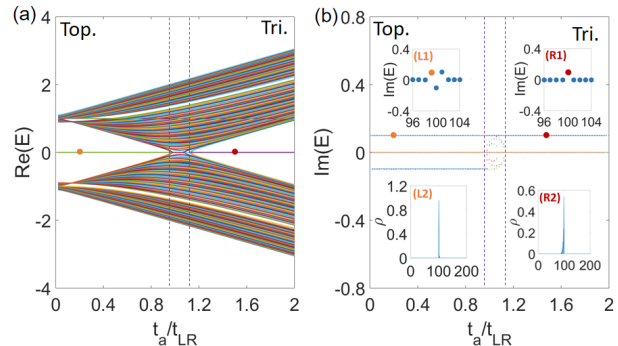 (a)
Top.
Tri.
Re(E)
4
2
0
-2
-4
0
0.4
0.8
1.2
1.6
2
t_a/t_LR
(b)
Top.
Tri.
Im(E)
0.8
0.4
0
-0.4
-0.8
0
0.4
0.8
1.2
1.6
2
t_a/t_LR
(L1)
Im(E)
0.4
0
-0.4
96 100 104
(R1)
Im(E)
0.4
0
-0.4
96 100 104
(L2)
ρ
1.2
0.6
0
0 100 200
(R2)
ρ
0.6
0.4
0.2
0
0 100 200